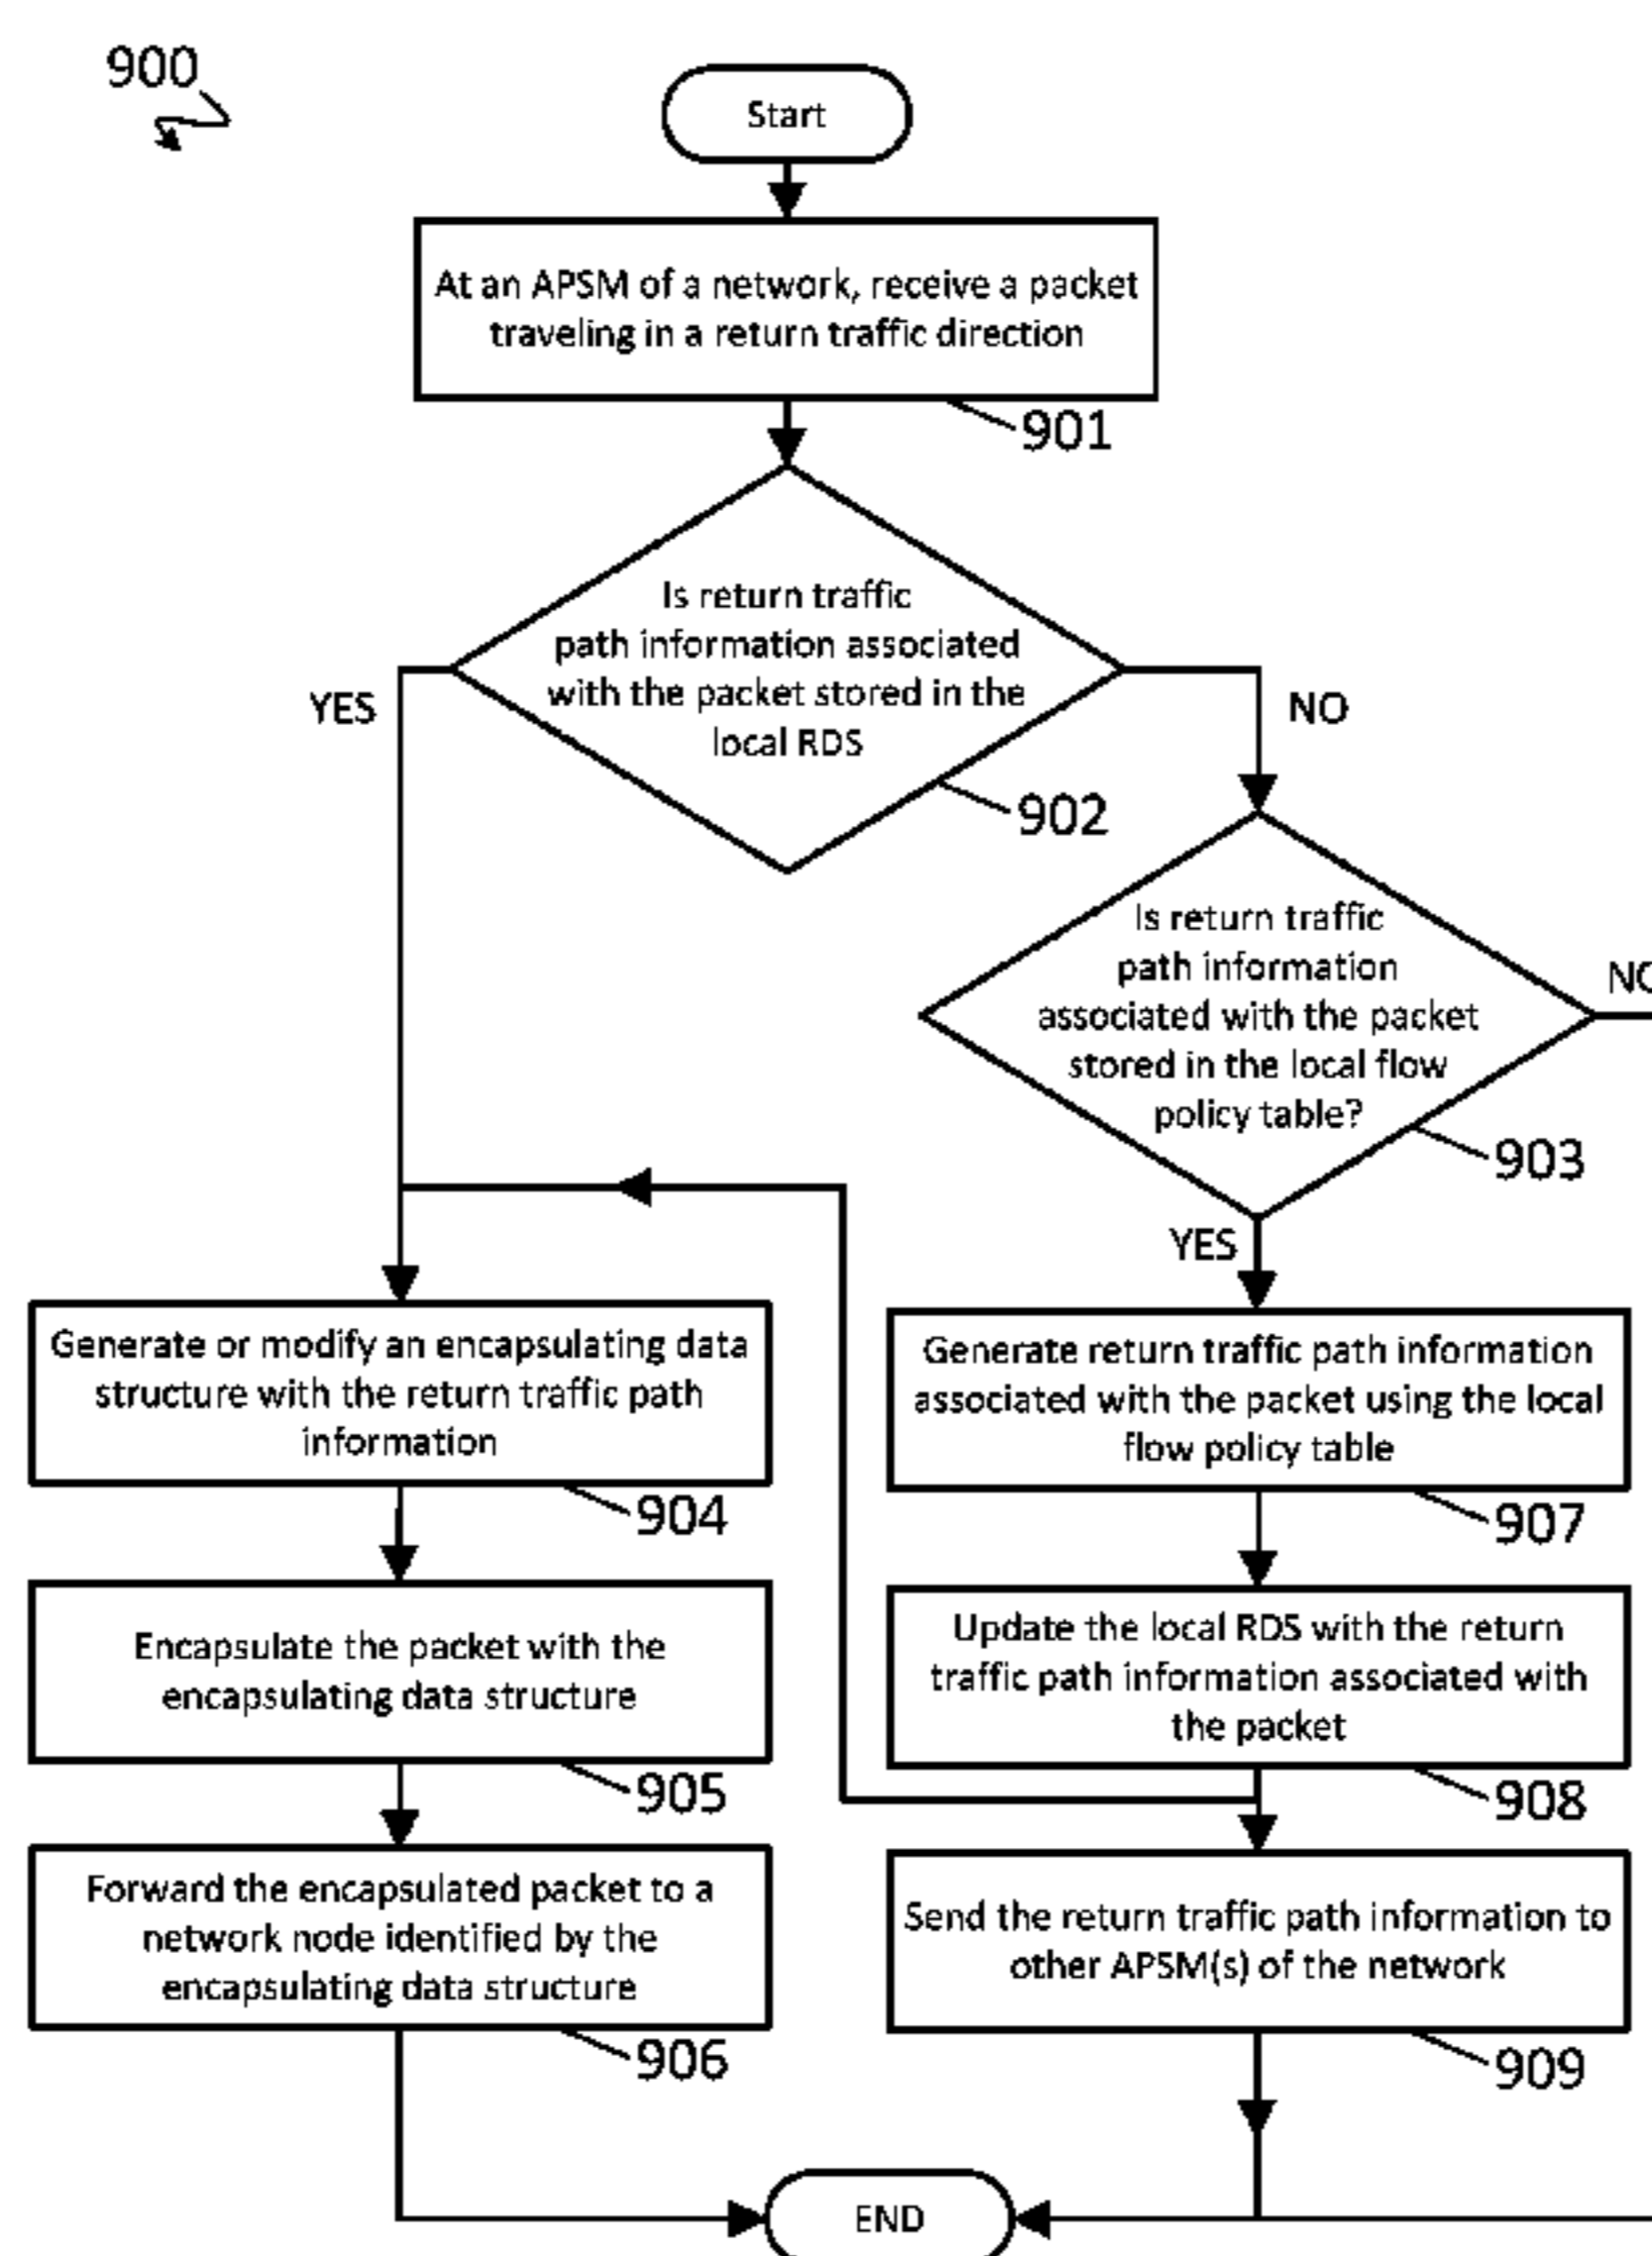 900
Start
At an APSM of a network, receive a packet
traveling in a return traffic direction
901
Is return traffic
path information associated
with the packet stored in the
local RDS
902
YES
NO
Is return traffic
path information
associated with the packet
stored in the local flow
policy table?
903
NO
YES
Generate or modify an encapsulating data
structure with the return traffic path
information
904
Generate return traffic path information
associated with the packet using the local
flow policy table
907
Encapsulate the packet with the
encapsulating data structure
905
Update the local RDS with the return
traffic path information associated with
the packet
908
Forward the encapsulated packet to a
network node identified by the
encapsulating data structure
906
Send the return traffic path information to
other APSM(s) of the network
909
END